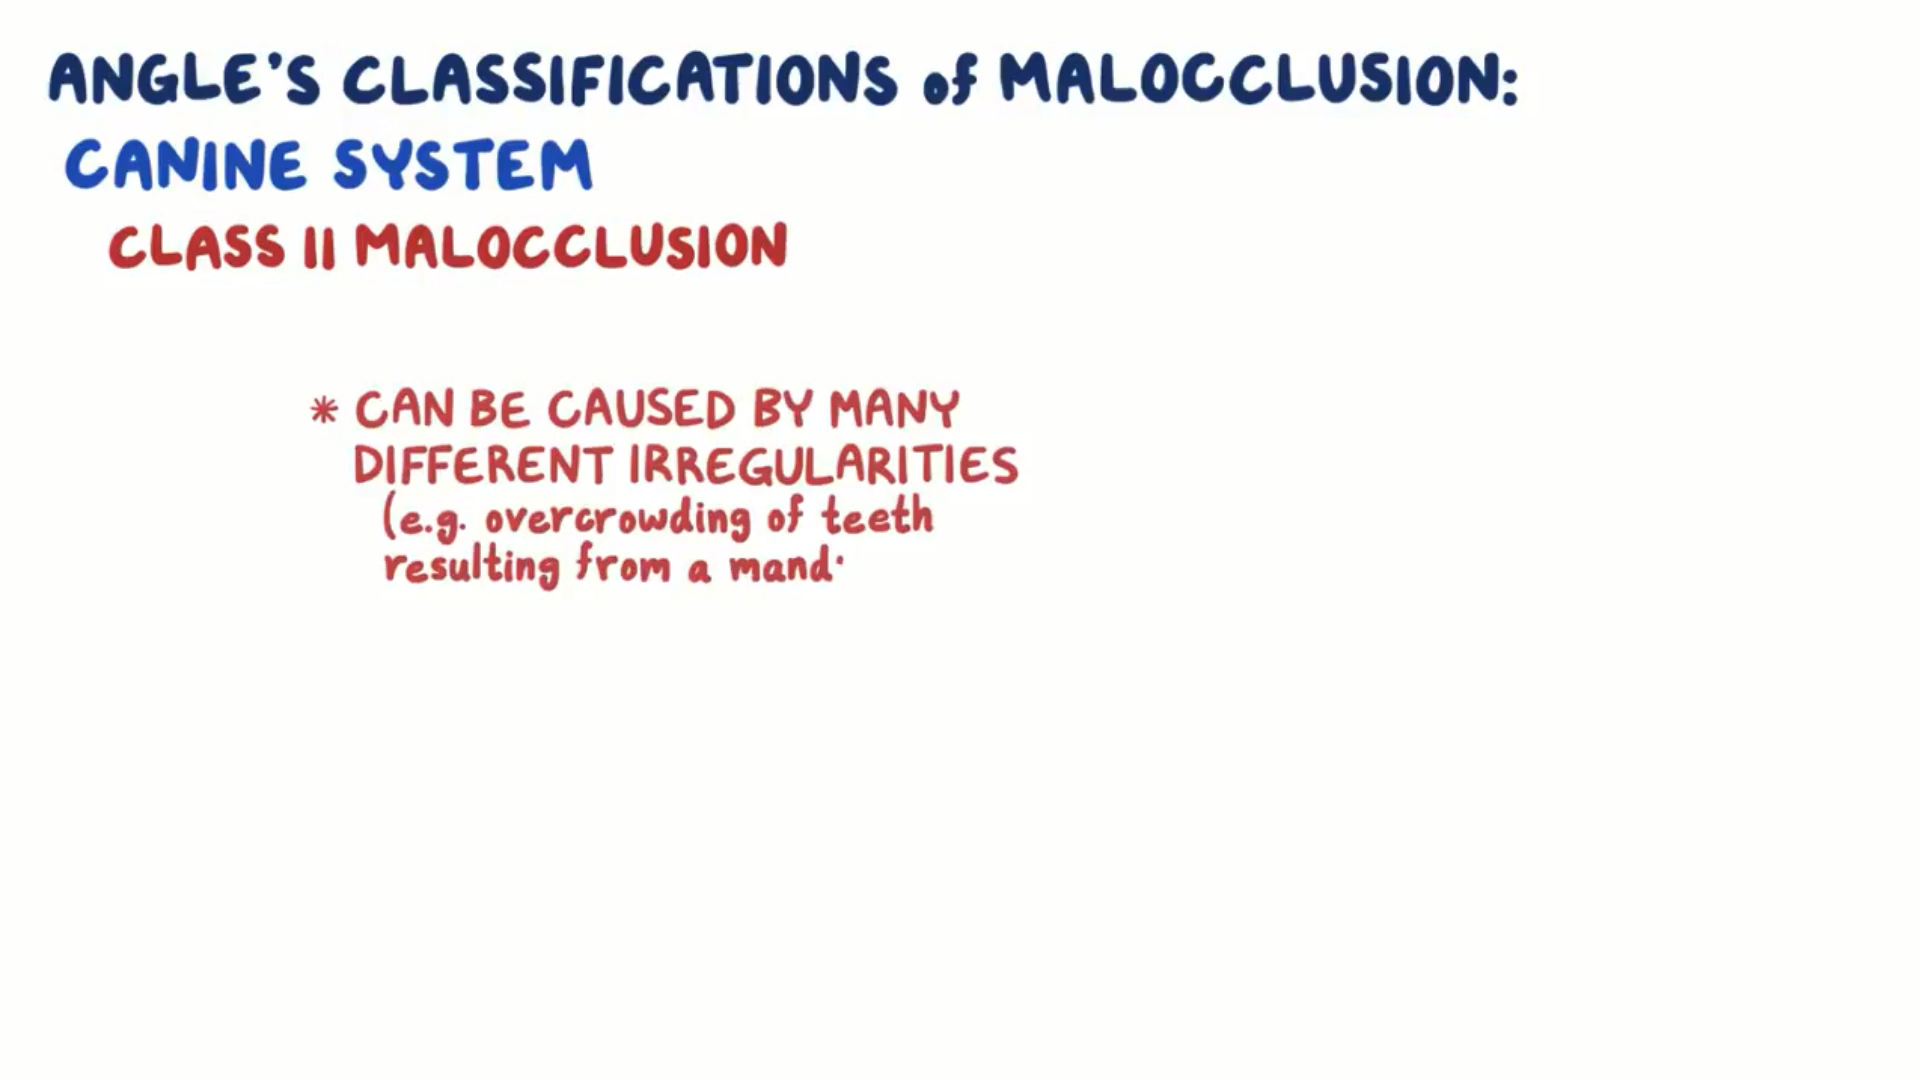 ANGLE'S CLASSIFICATIONS of MALOCCLUSION:
CANINE SYSTEM
CLASS II MALOCCLUSION
* CAN BE CAUSED BY MANY
DIFFERENT IRREGULARITIES
(e.g. overcrowding of teeth
resulting from a mand